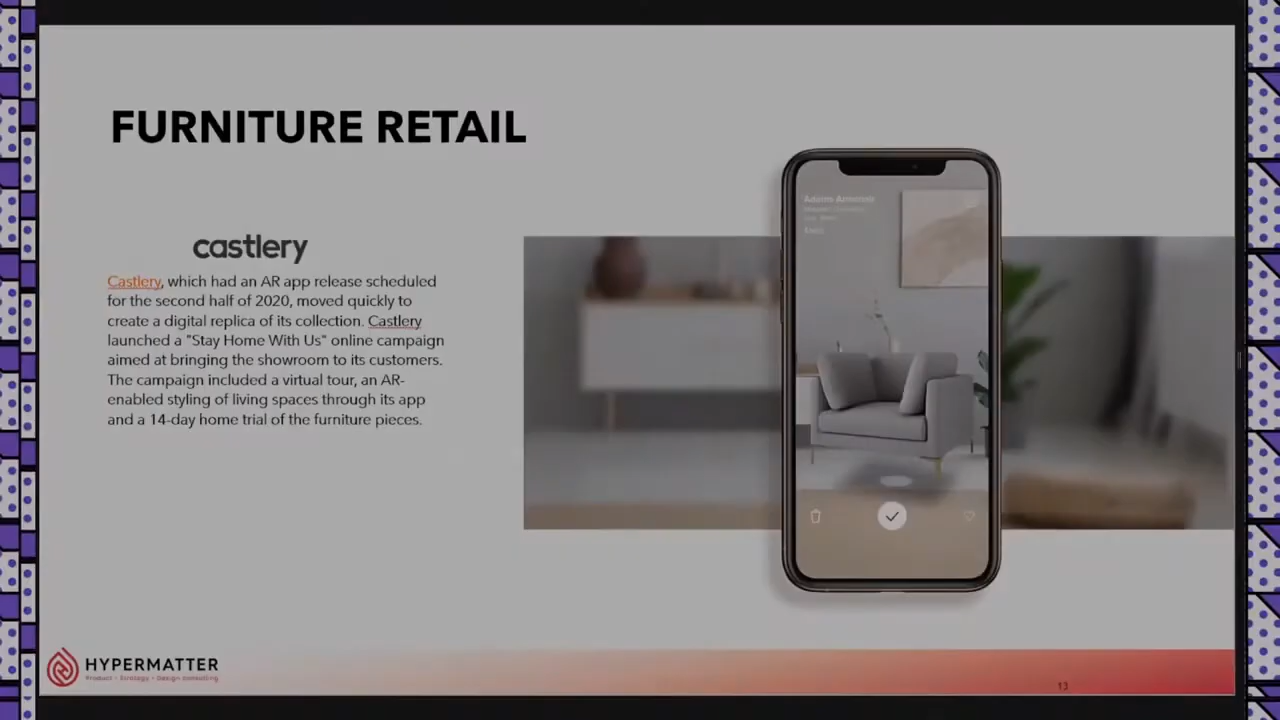 FURNITURE RETAIL
castlery
Castlery, which had an AR app release scheduled
for the second half of 2020, moved quickly to
create a digital replica of its collection. Castlery
launched a "Stay Home With Us" online campaign
aimed at bringing the showroom to its customers.
The campaign included a virtual tour, an AR-
enabled styling of living spaces through its app
and a 14-day home trial of the furniture pieces.
Adams Armchair
HYPERMATTER
Product • Strategy • Design consulting
13